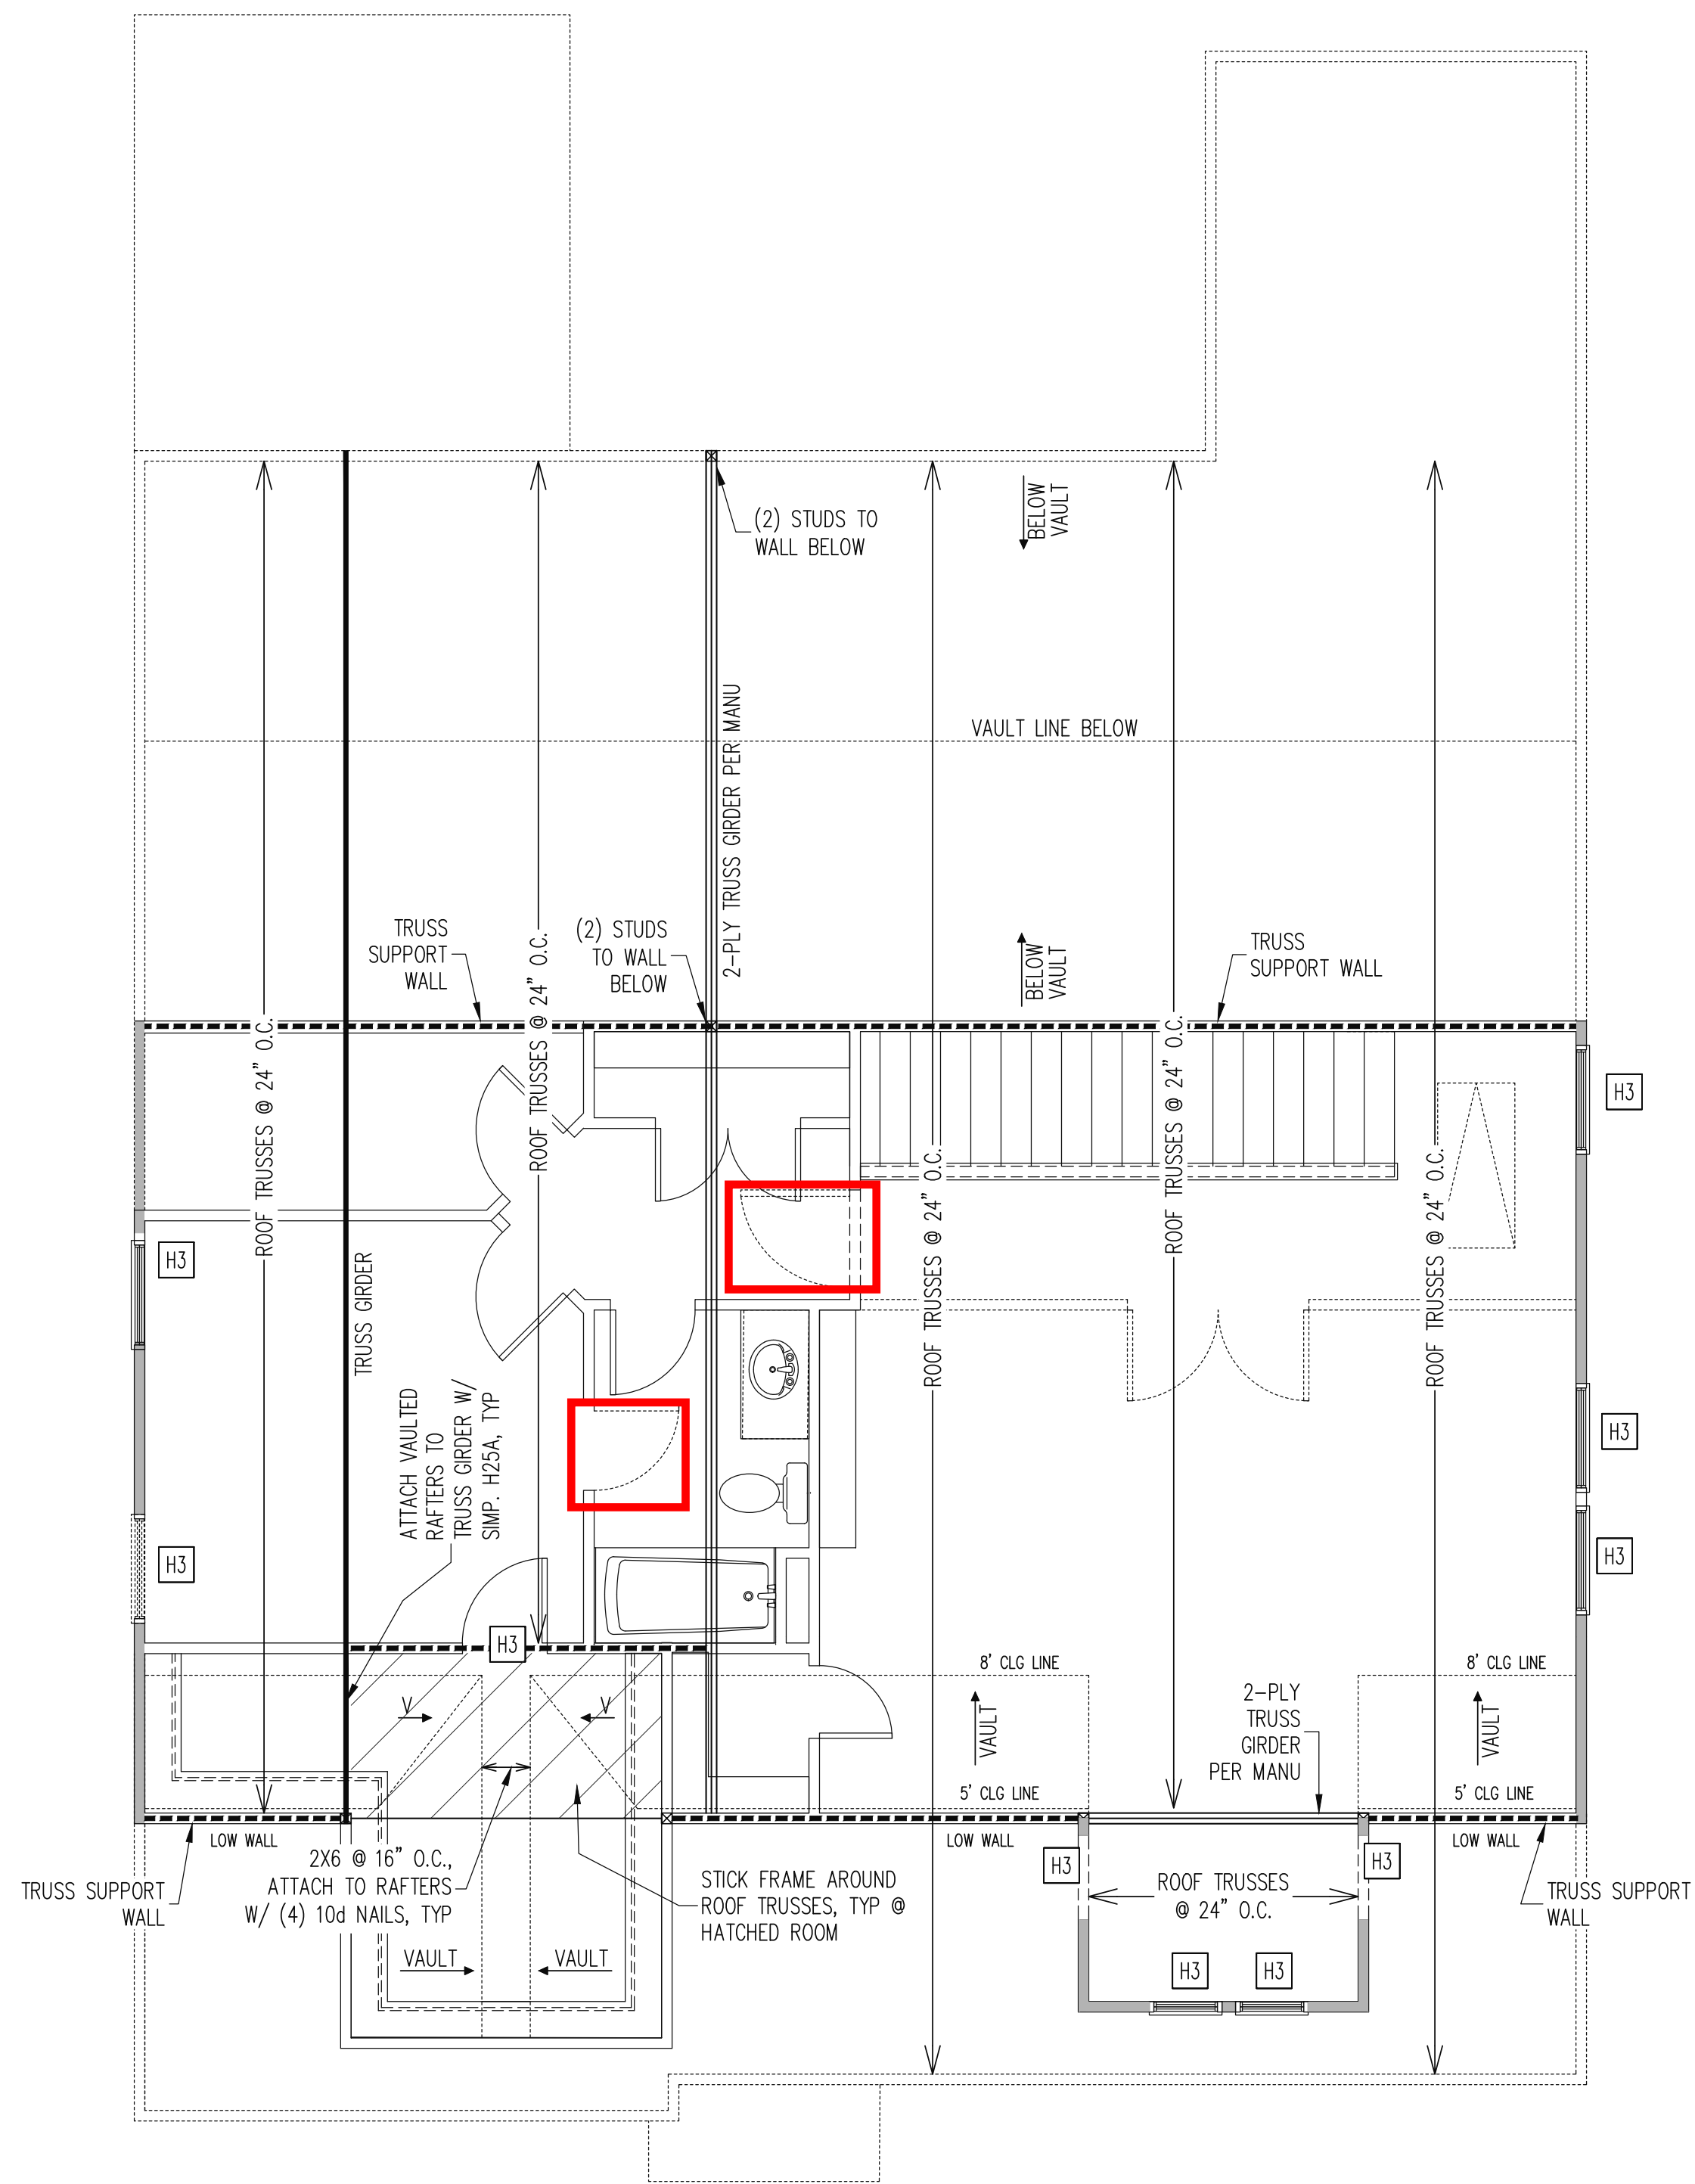 (2) STUDS TO
WALL BELOW
BELOW
VAULT
VAULT LINE BELOW
2-PLY TRUSS GIRDER PER MANU
TRUSS
SUPPORT
WALL
(2) STUDS
TO WALL
BELOW
BELOW
VAULT
TRUSS
SUPPORT WALL
ROOF TRUSSES @ 24" O.C.
ROOF TRUSSES @ 24" O.C.
ROOF TRUSSES @ 24" O.C.
ROOF TRUSSES @ 24" O.C.
ROOF TRUSSES @ 24" O.C.
H3
H3
TRUSS GIRDER
ATTACH VAULTED
RAFTERS TO
TRUSS GIRDER W/
SIMP. H25A, TYP
H3
H3
H3
H3
8' CLG LINE
8' CLG LINE
V
V
VAULT
2-PLY
TRUSS
GIRDER
PER MANU
VAULT
5' CLG LINE
5' CLG LINE
LOW WALL
LOW WALL
LOW WALL
TRUSS SUPPORT
WALL
2X6 @ 16" O.C.,
ATTACH TO RAFTERS
W/ (4) 10d NAILS, TYP
STICK FRAME AROUND
ROOF TRUSSES, TYP @
HATCHED ROOM
H3
H3
ROOF TRUSSES
@ 24" O.C.
TRUSS SUPPORT
WALL
VAULT
VAULT
H3
H3